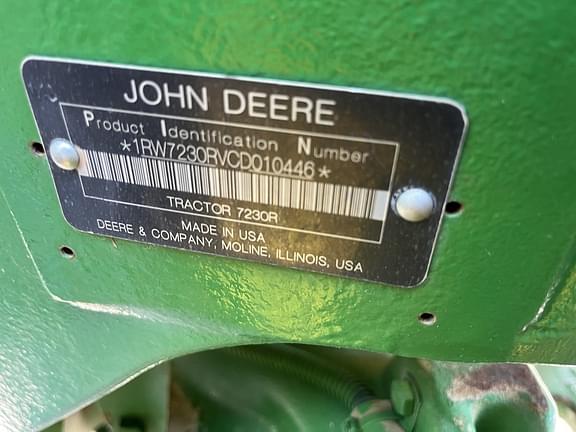 JOHN DEERE
Product Identification Number
*1RW7230RVCD010446*
TRACTOR 7230R
MADE IN USA
DEERE & COMPANY, MOLINE, ILLINOIS, USA